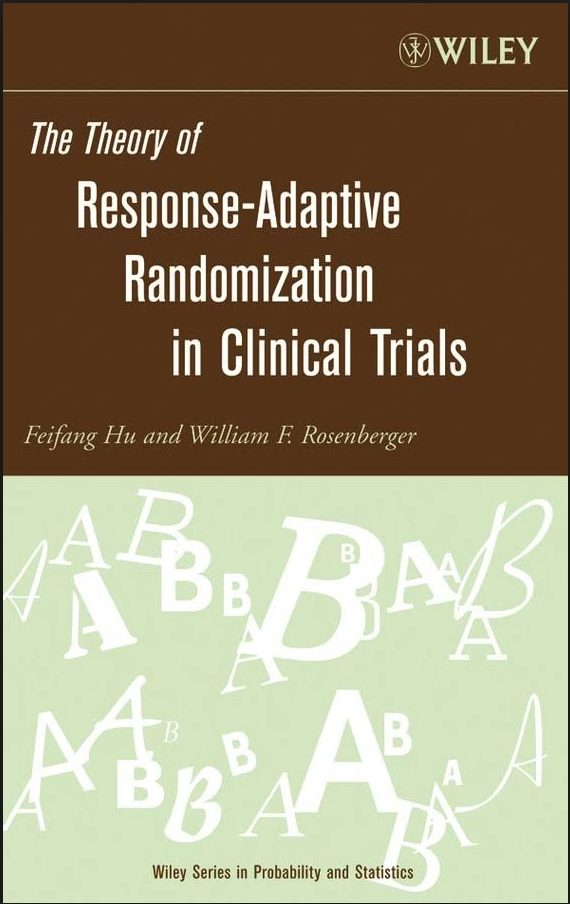 WILEY
The Theory of
Response-Adaptive
Randomization
in Clinical Trials
Feifang Hu and William F. Rosenberger
A B
A A B B B B B A A B
A A
A A B B A B
A B B B A A A
A B A
Wiley Series in Probability and Statistics